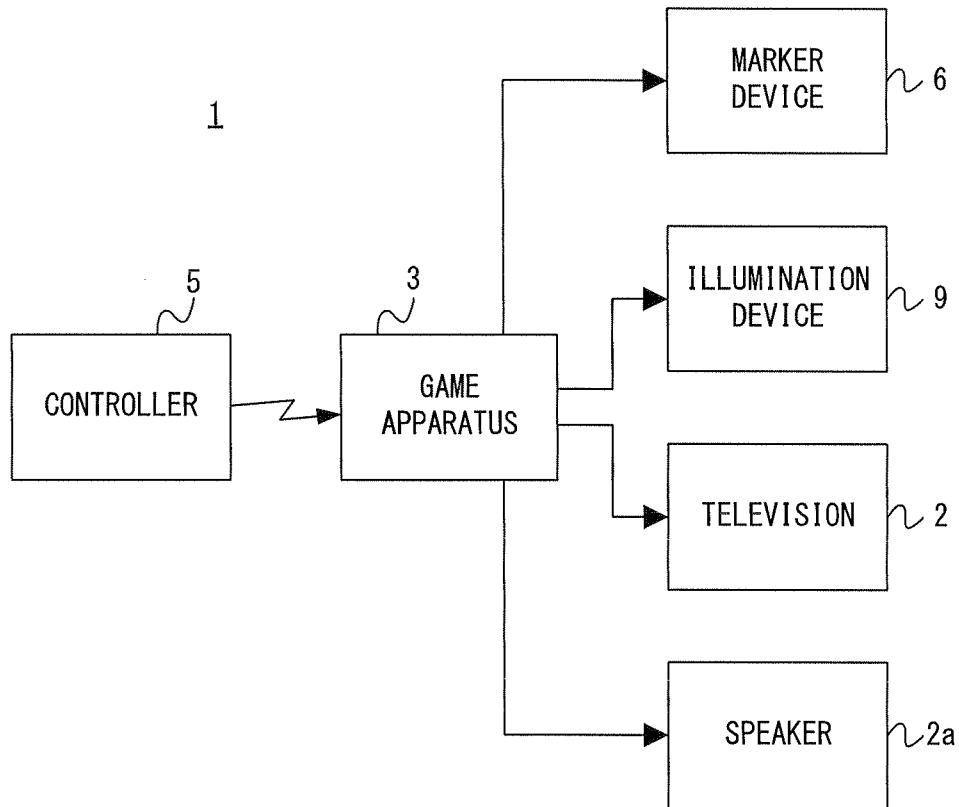 MARKER
DEVICE
6
1
ILLUMINATION
DEVICE
9
5
3
CONTROLLER
GAME
APPARATUS
TELEVISION
2
SPEAKER
2a